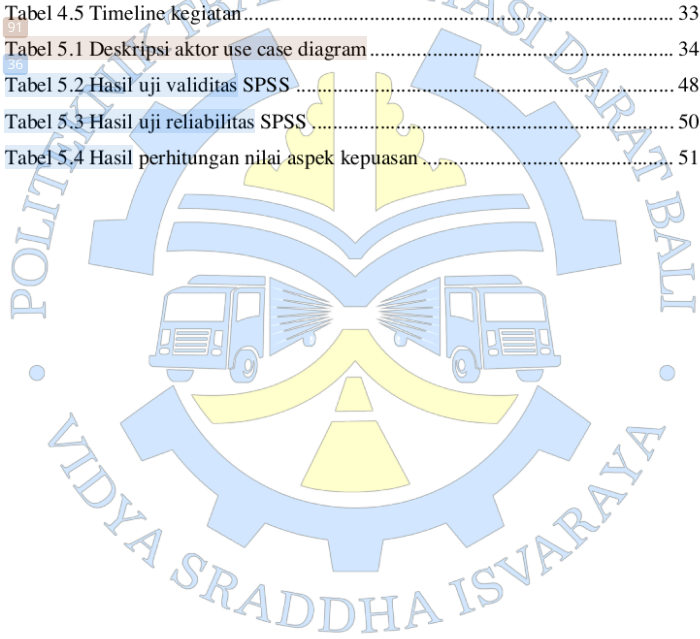 Tabel 4.5 Timeline kegiatan........................................................................ 33
91
Tabel 5.1 Deskripsi aktor use case diagram................................................... 34
36
Tabel 5.2 Hasil uji validitas SPSS ................................................................ 48
Tabel 5.3 Hasil uji reliabilitas SPSS.............................................................. 50
Tabel 5.4 Hasil perhitungan nilai aspek kepuasan .......................................... 51
DARAT BALI
POLITEKNIK
VIDYA SRADDHA ISVARAYA